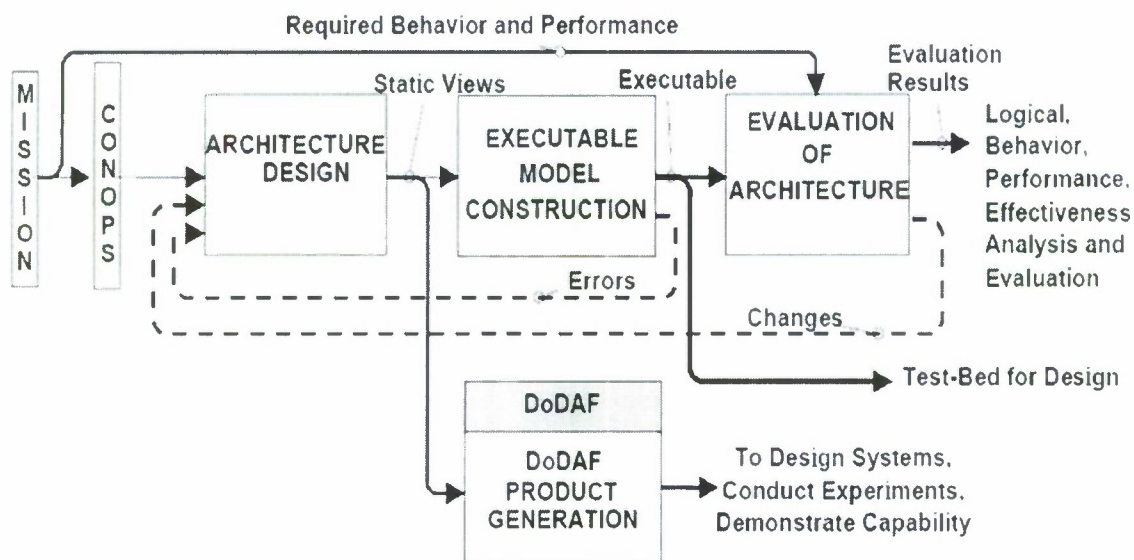 Required Behavior and Performance
MISSION
CONOPS
Static Views
Executable
Evaluation
Results
ARCHITECTURE
DESIGN
EXECUTABLE
MODEL
CONSTRUCTION
EVALUATION
OF
ARCHITECTURE
Logical,
Behavior,
Performance,
Effectiveness
Analysis and
Evaluation
Errors
Changes
Test-Bed for Design
DoDAF
DoDAF
PRODUCT
GENERATION
To Design Systems,
Conduct Experiments,
Demonstrate Capability